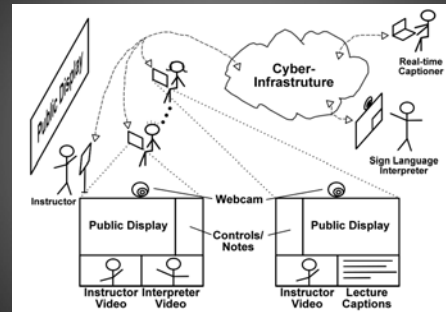 Public Display
Cyber-
Infrastruture
Real-time
Captioner
Sign Language
Interpreter
Instructor
Webcam
Public Display
Controls/
Notes
Public Display
Instructor
Video
Interpreter
Video
Instructor
Video
Lecture
Captions